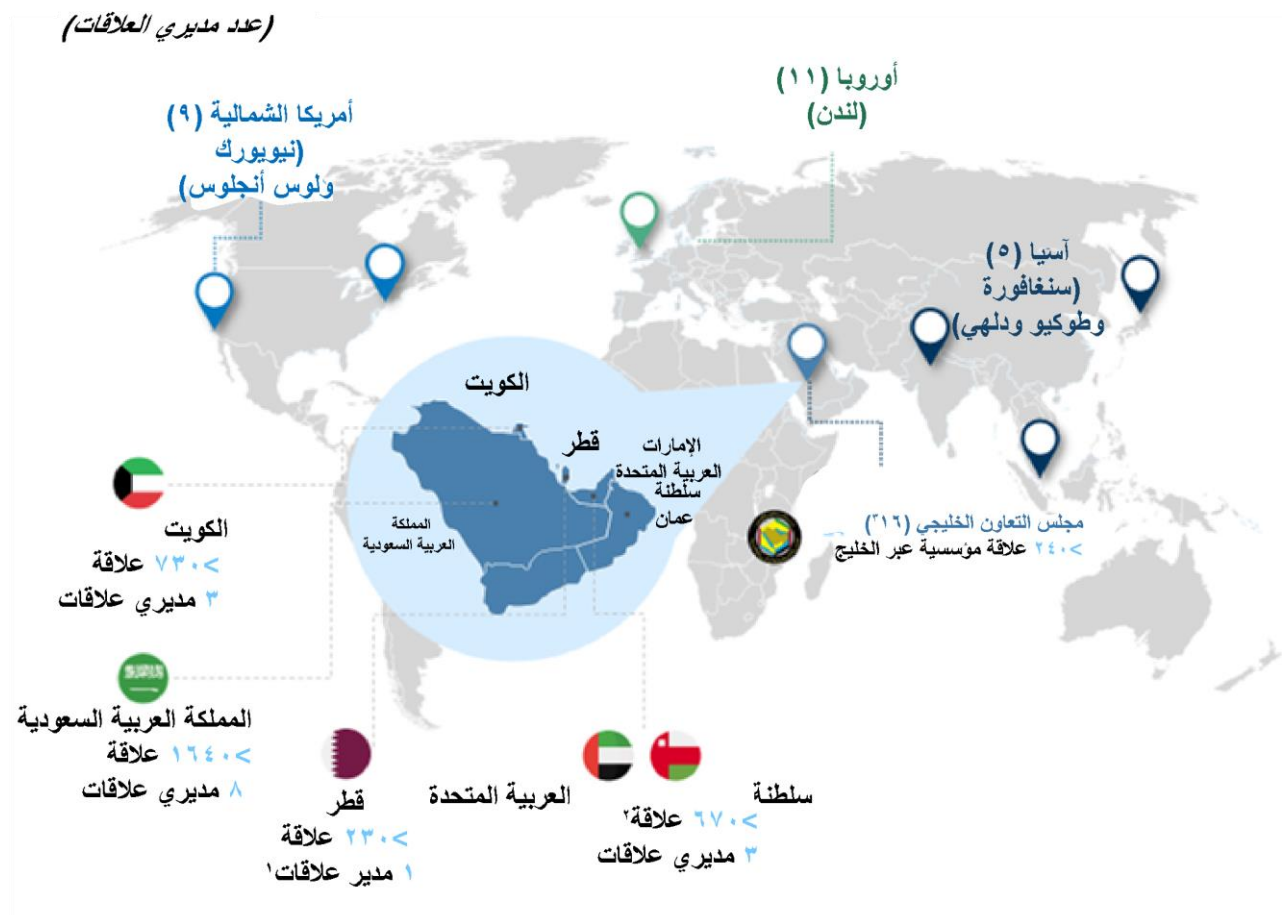 (عدد مديري العلاقات)
أوروبا (١١)
(لندن)
أمريكا الشمالية (٩)
(نيويورك
ولوس أنجلوس)
آسيا (٥)
(سنغافورة
وطوكيو ودلهي)
الكويت
قطر
الإمارات
العربية المتحدة
سلطنة
عمان
المملكة
العربية السعودية
مجلس التعاون الخليجي (١٦³)
>٢٤٠ علاقة مؤسسية عبر الخليج
الكويت
>٧٣٠ علاقة
٣ مديري علاقات
المملكة العربية السعودية
>١٦٤٠ علاقة
٨ مديري علاقات
قطر
>٢٣٠ علاقة
١ مدير علاقات¹
العربية المتحدة
سلطنة
>٦٧٠ علاقة²
٣ مديري علاقات